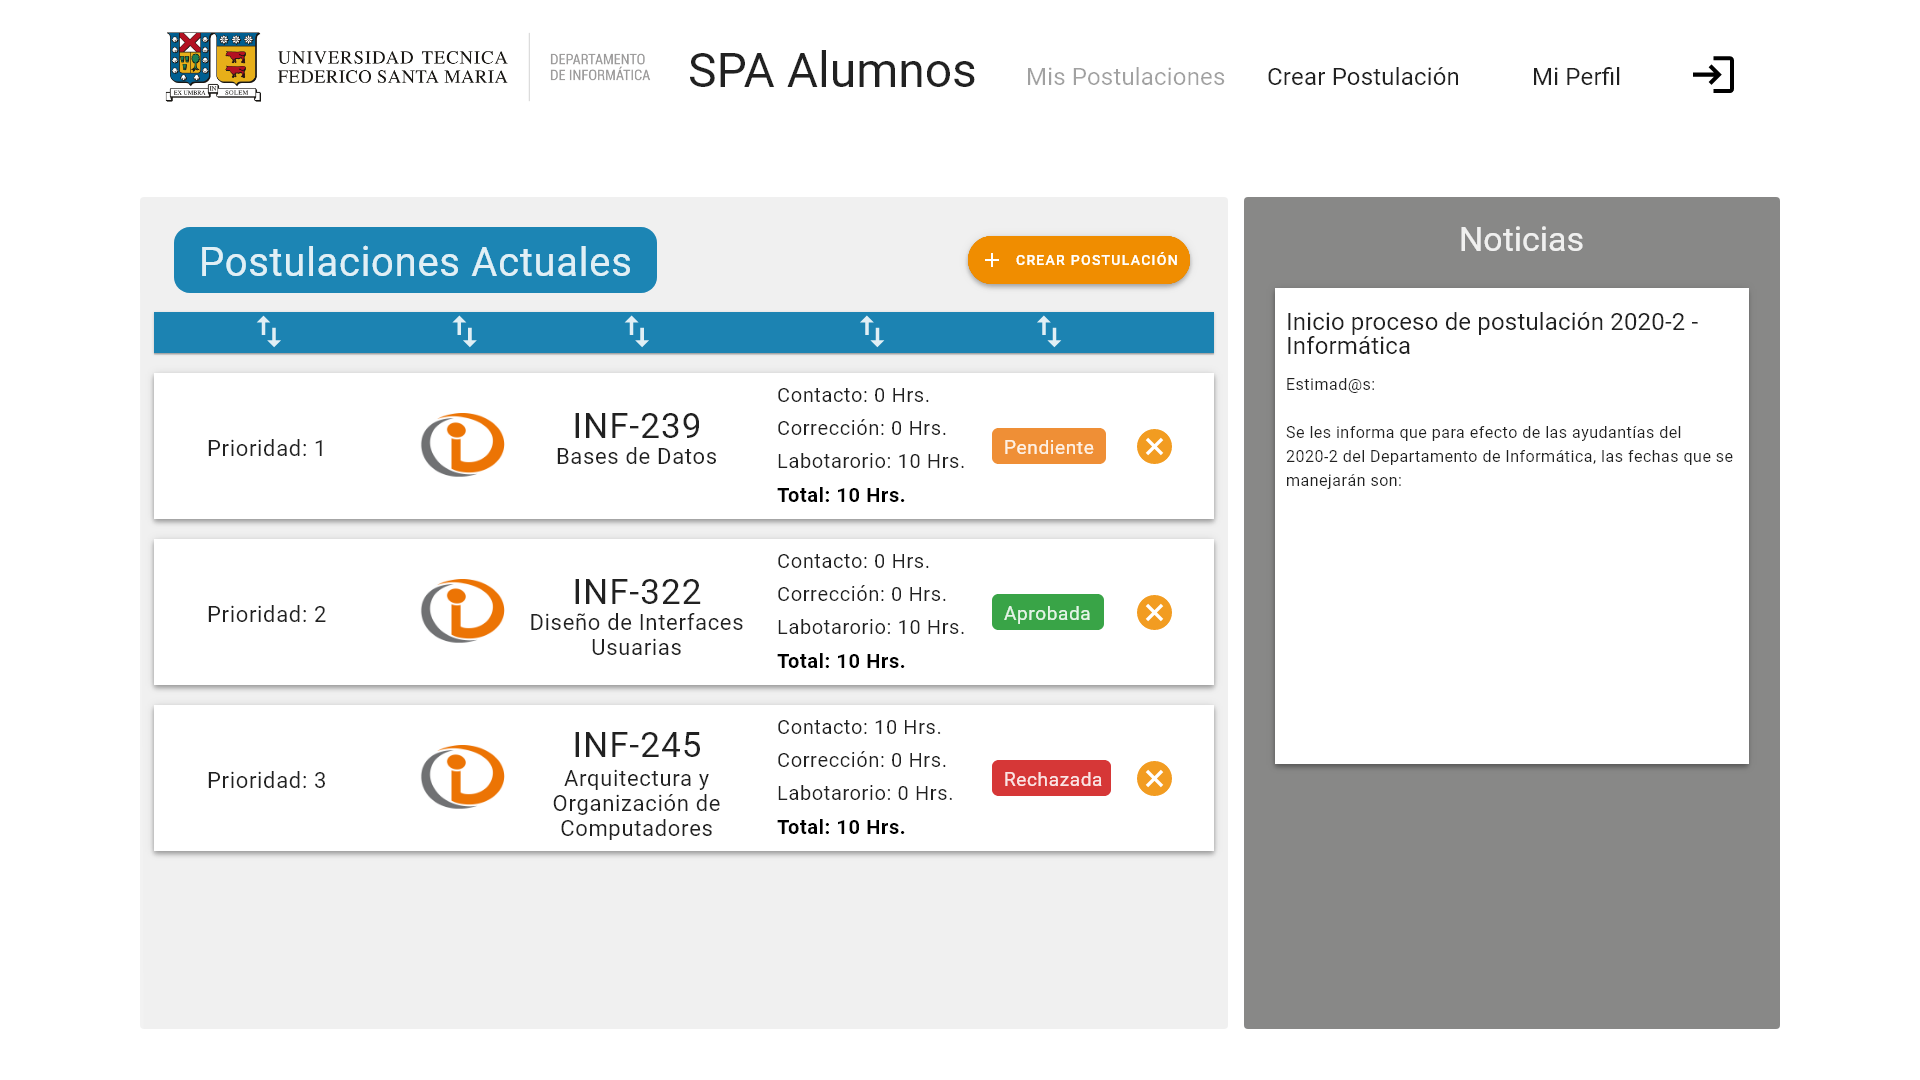 EX UMBRA IN SOLEM
UNIVERSIDAD TECNICA
FEDERICO SANTA MARIA
DEPARTAMENTO
DE INFORMÁTICA
SPA Alumnos
Mis Postulaciones
Crear Postulación
Mi Perfil
Postulaciones Actuales
CREAR POSTULACIÓN
Prioridad: 1
INF-239
Bases de Datos
Contacto: 0 Hrs.
Corrección: 0 Hrs.
Labotarorio: 10 Hrs.
Total: 10 Hrs.
Pendiente
Prioridad: 2
INF-322
Diseño de Interfaces
Usuarias
Contacto: 0 Hrs.
Corrección: 0 Hrs.
Labotarorio: 10 Hrs.
Total: 10 Hrs.
Aprobada
Prioridad: 3
INF-245
Arquitectura y
Organización de
Computadores
Contacto: 10 Hrs.
Corrección: 0 Hrs.
Labotarorio: 0 Hrs.
Total: 10 Hrs.
Rechazada
Noticias
Inicio proceso de postulación 2020-2 -
Informática
Estimad@s:
Se les informa que para efecto de las ayudantías del
2020-2 del Departamento de Informática, las fechas que se
manejarán son: